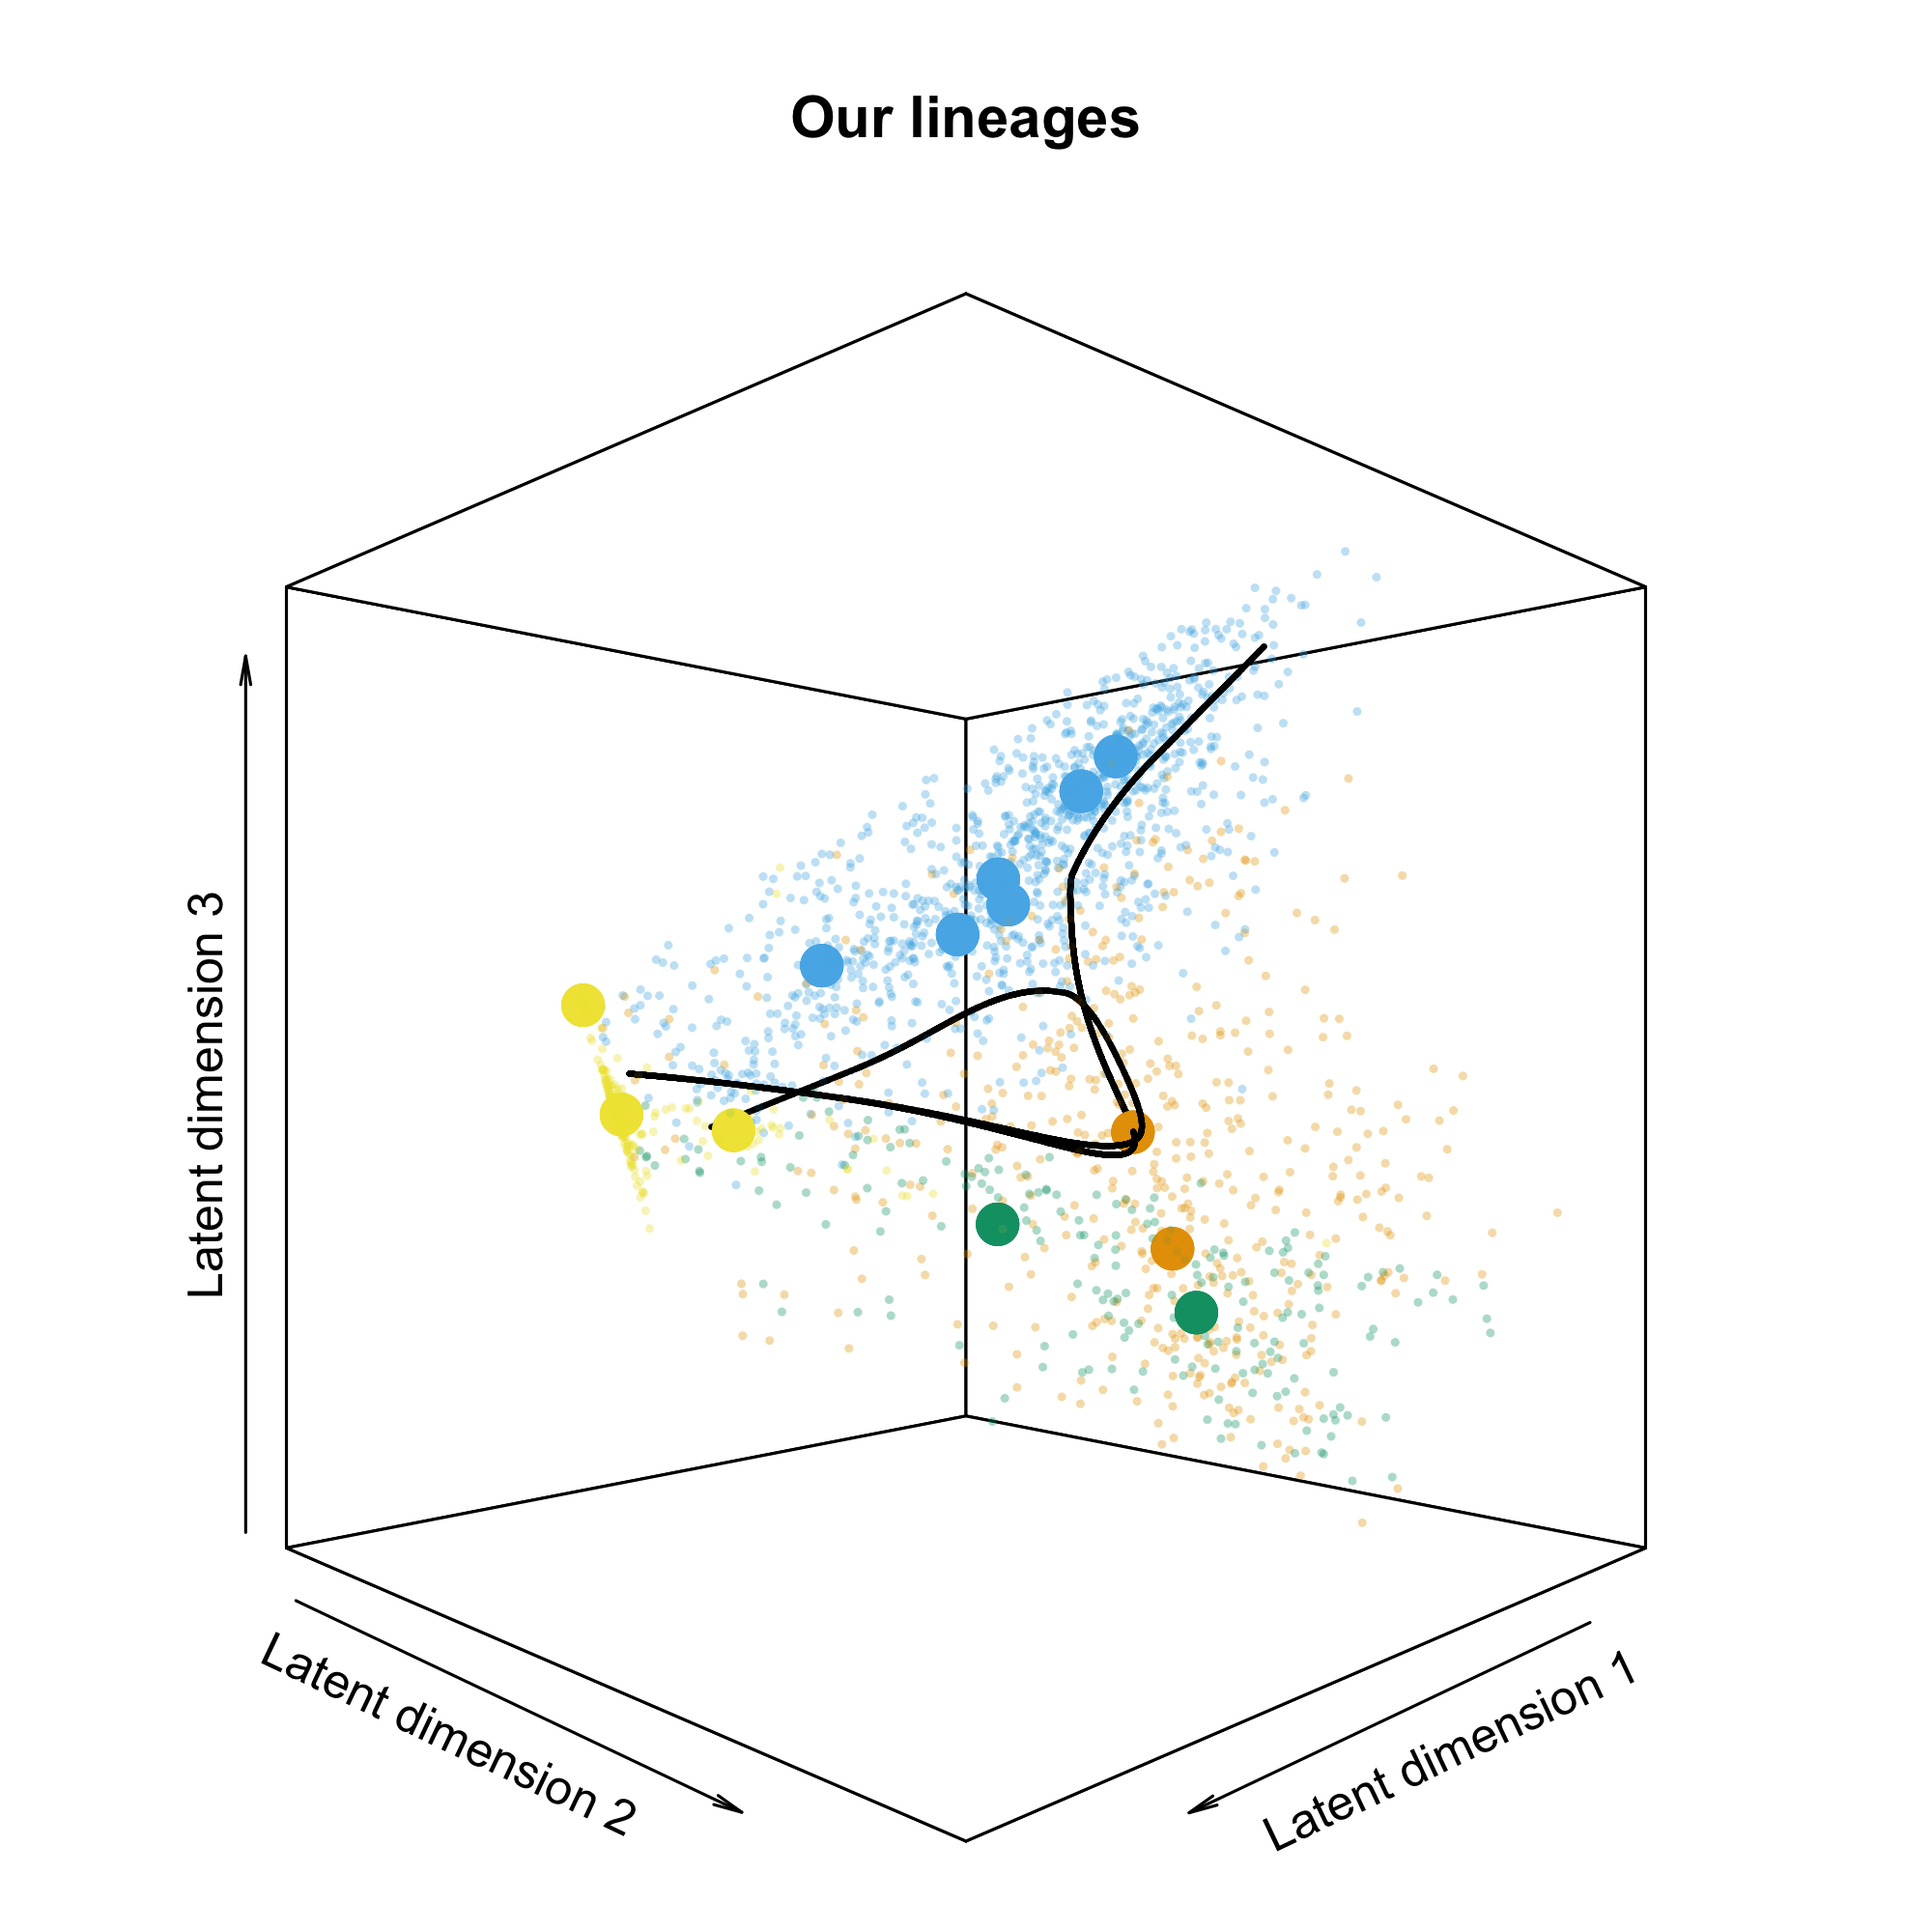 Our lineages
Latent dimension 3
Latent dimension 2
Latent dimension 1